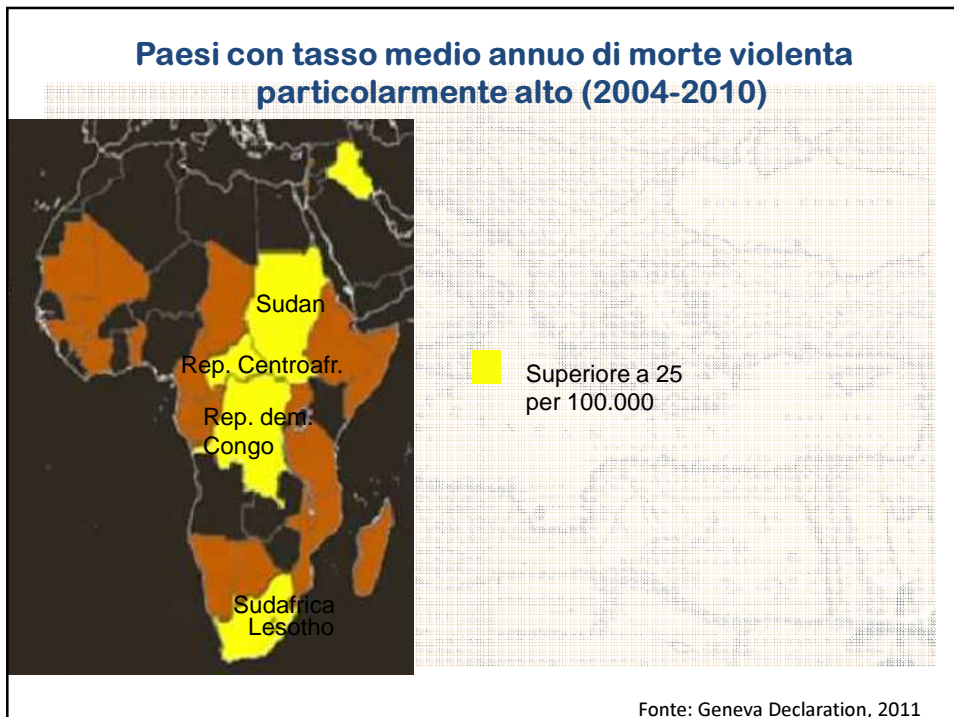 Paesi con tasso medio annuo di morte violenta
particolarmente alto (2004-2010)
Sudan
Rep. Centroafr.
Rep. dem.
Congo
Sudafrica
Lesotho
Superiore a 25
per 100.000
Fonte: Geneva Declaration, 2011